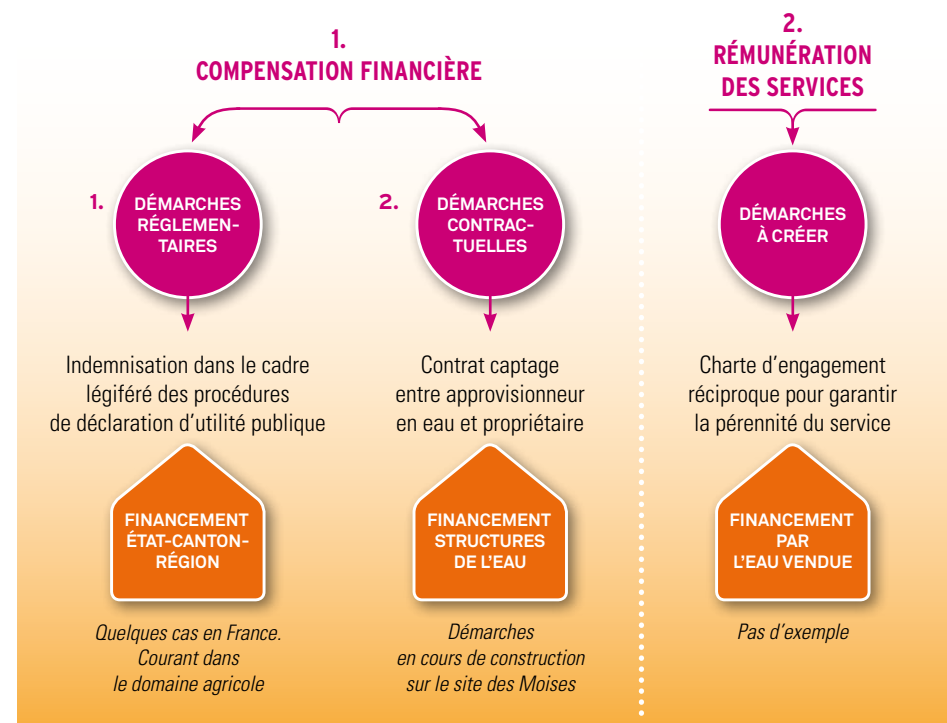 1.
COMPENSATION FINANCIÈRE
1.
DÉMARCHES
RÉGLEMEN-
TAIRES
Indemnisation dans le cadre
légiféré des procédures
de déclaration d’utilité publique
FINANCEMENT
ÉTAT-CANTON-
RÉGION
Quelques cas en France.
Courant dans
le domaine agricole
2.
DÉMARCHES
CONTRAC-
TUELLES
Contrat captage
entre approvisionneur
en eau et propriétaire
FINANCEMENT
STRUCTURES
DE L’EAU
Démarches
en cours de construction
sur le site des Moises
2.
RÉMUNÉRATION
DES SERVICES
DÉMARCHES
À CRÉER
Charte d’engagement
réciproque pour garantir
la pérennité du service
FINANCEMENT
PAR
L’EAU VENDUE
Pas d’exemple